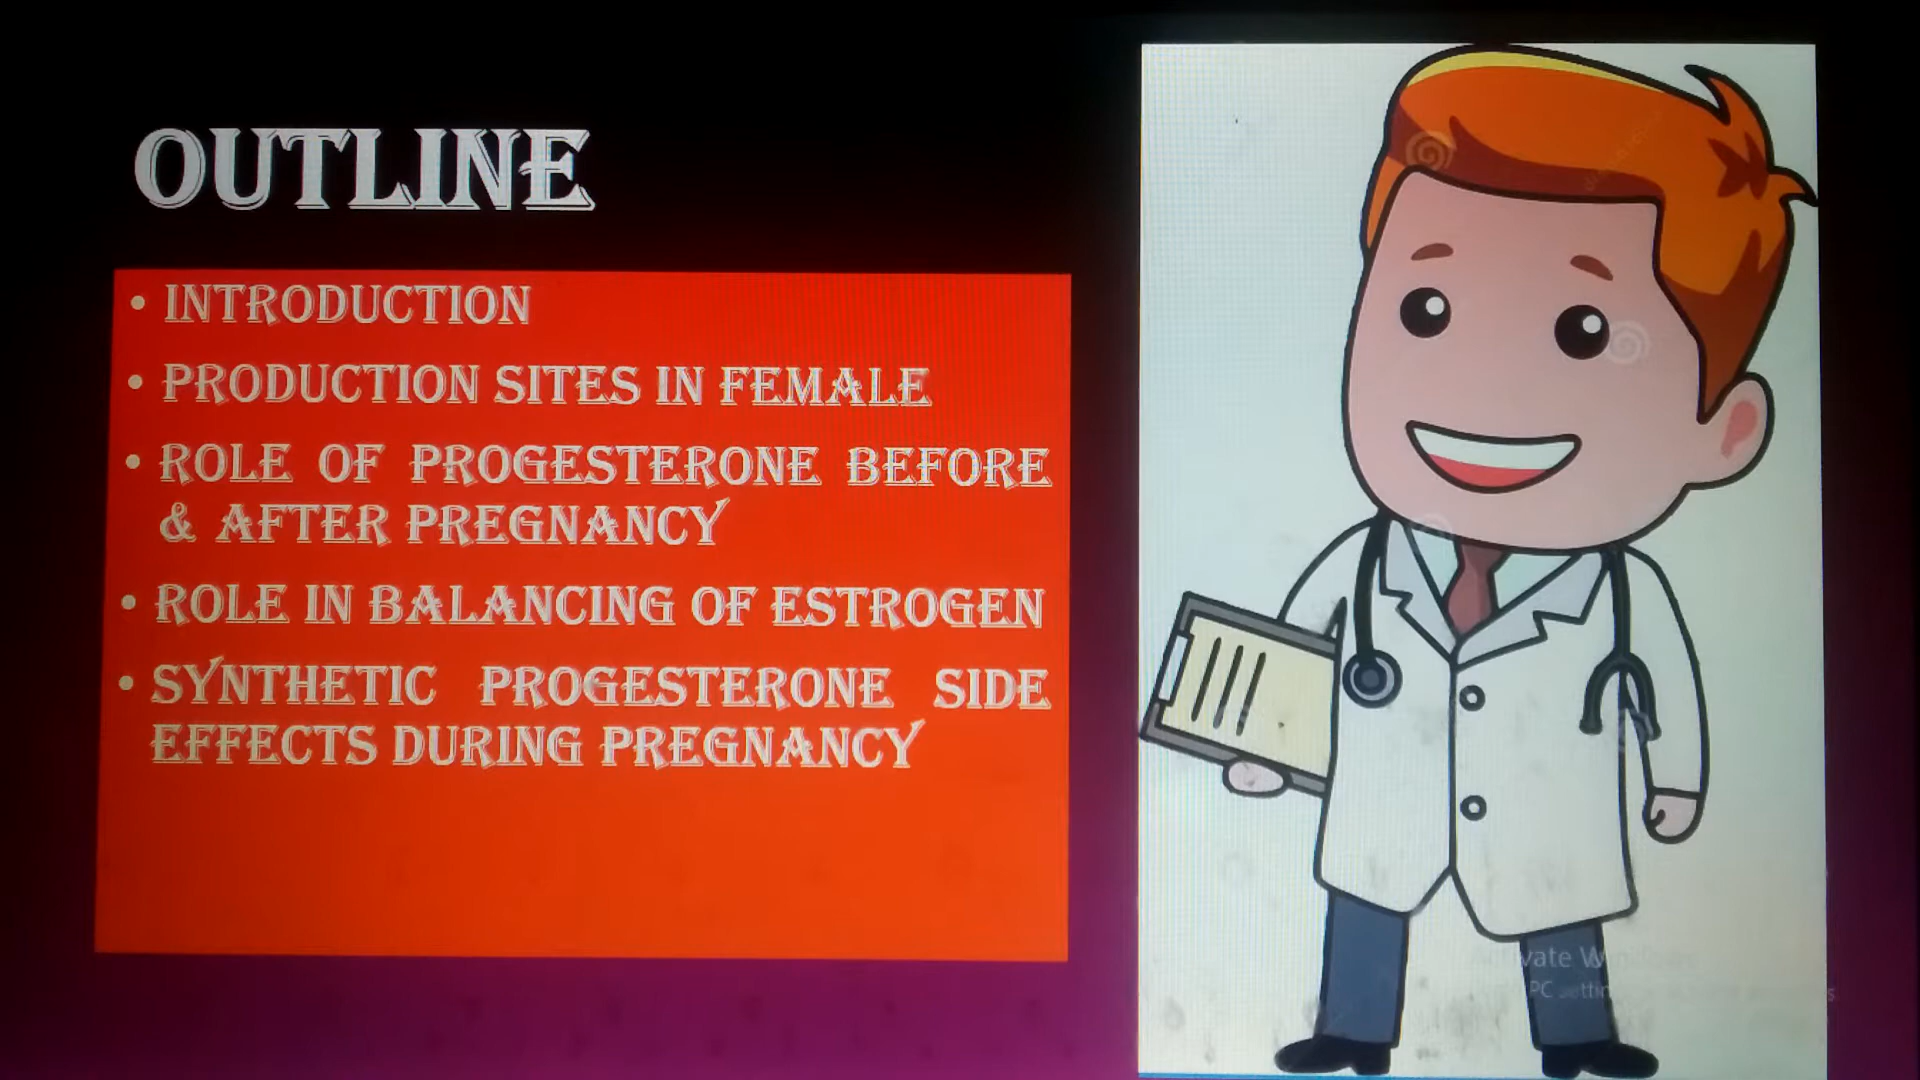 OUTLINE
• INTRODUCTION
• PRODUCTION SITES IN FEMALE
• ROLE OF PROGESTERONE BEFORE
& AFTER PREGNANCY
• ROLE IN BALANCING OF ESTROGEN
• SYNTHETIC PROGESTERONE SIDE
EFFECTS DURING PREGNANCY